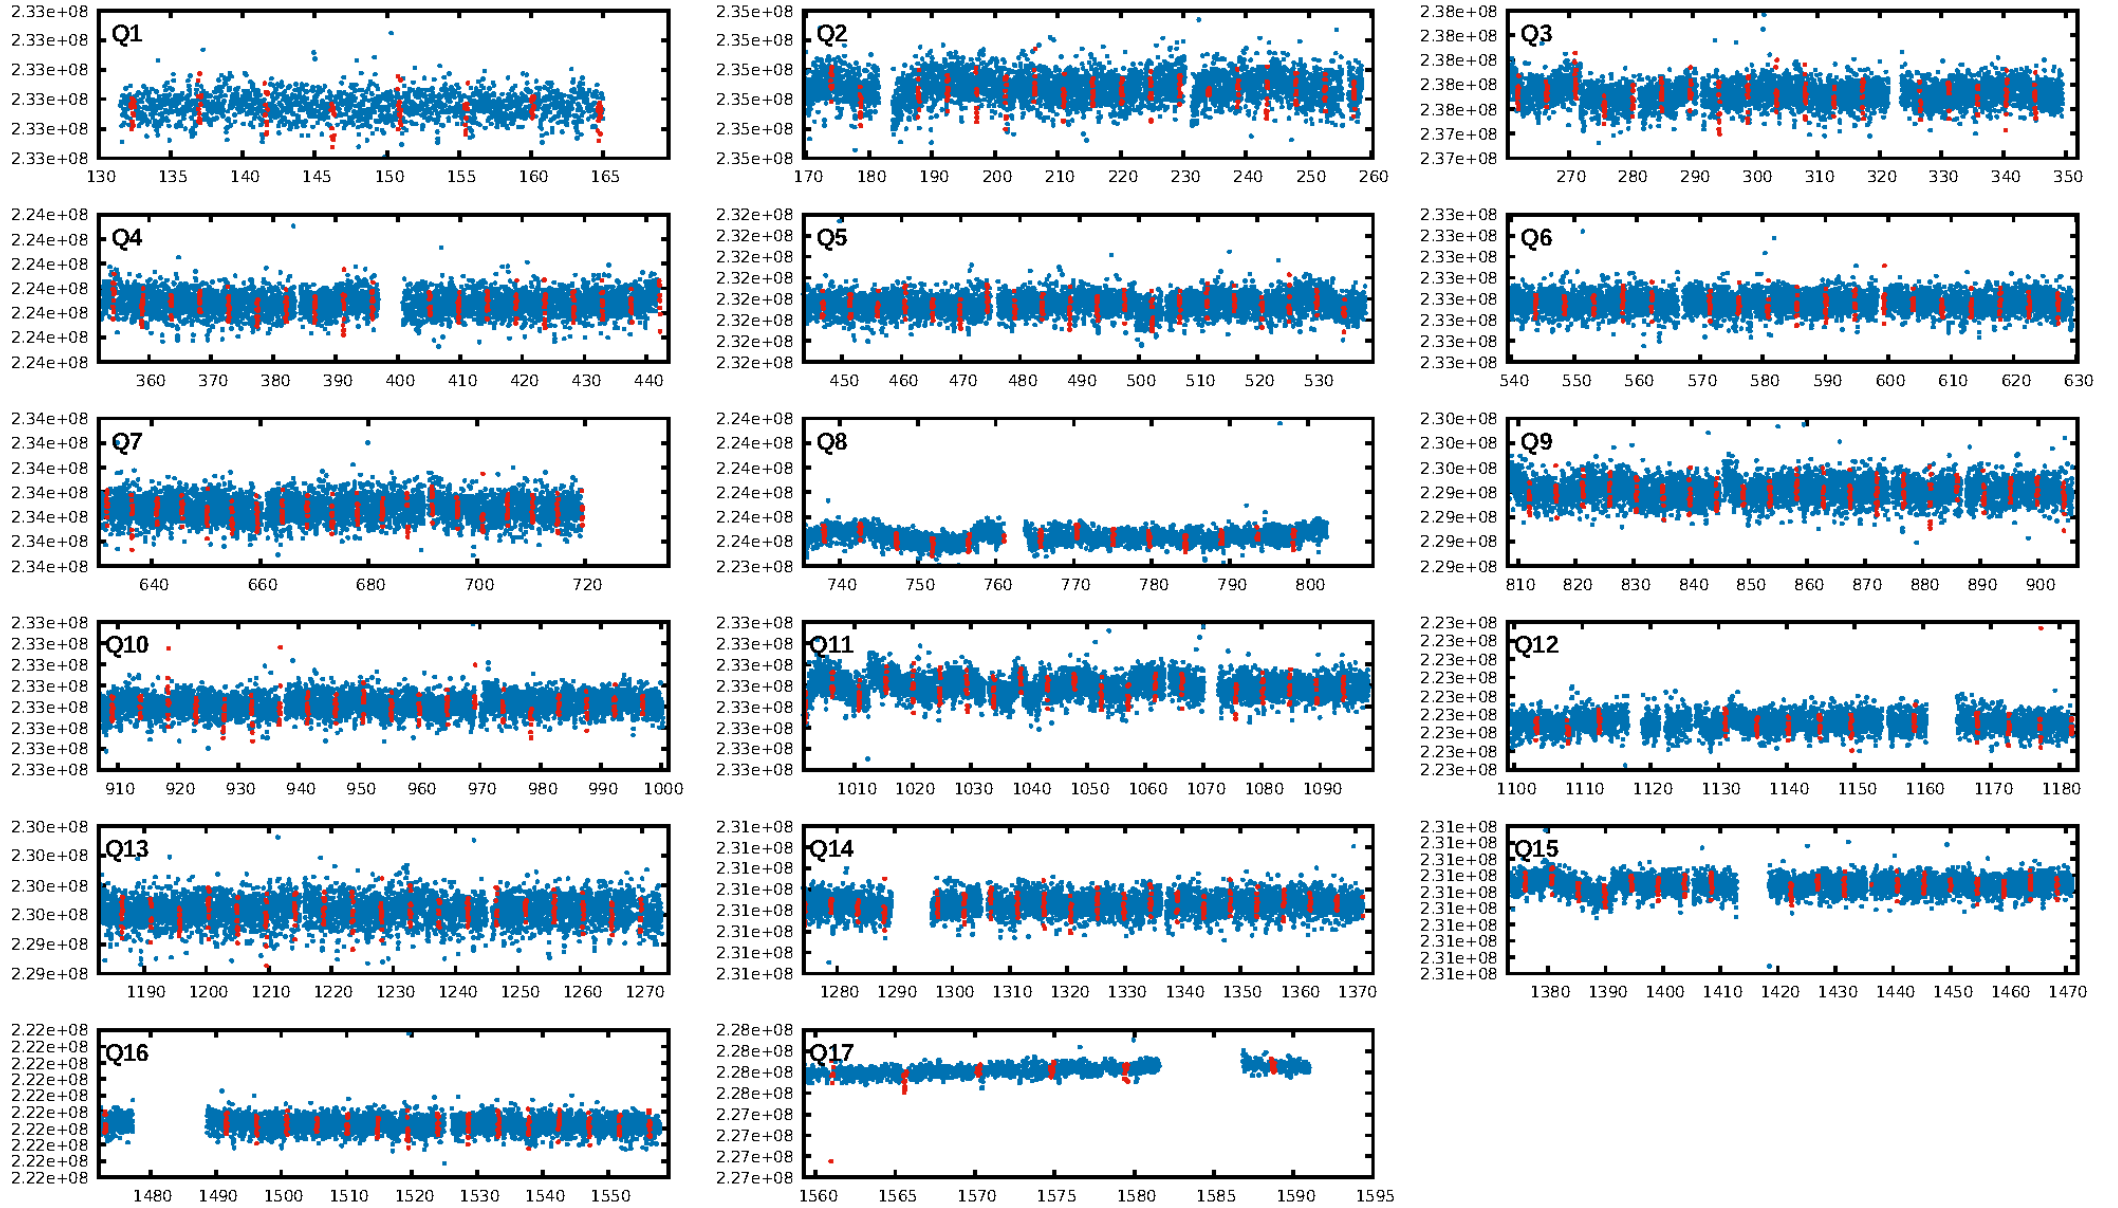 2.33e+08 2.33e+08 2.33e+08 2.33e+08 2.33e+08 2.33e+08
Q1
130 135 140 145 150 155 160 165
2.35e+08 2.35e+08 2.35e+08 2.35e+08 2.35e+08 2.35e+08
Q2
170 180 190 200 210 220 230 240 250 260
2.38e+08 2.38e+08 2.38e+08 2.38e+08 2.38e+08 2.37e+08 2.37e+08
Q3
270 280 290 300 310 320 330 340 350
2.24e+08 2.24e+08 2.24e+08 2.24e+08 2.24e+08 2.24e+08 2.24e+08
Q4
360 370 380 390 400 410 420 430 440
2.32e+08 2.32e+08 2.32e+08 2.32e+08 2.32e+08 2.32e+08 2.32e+08 2.32e+08
Q5
450 460 470 480 490 500 510 520 530
2.33e+08 2.33e+08 2.33e+08 2.33e+08 2.33e+08 2.33e+08 2.33e+08 2.33e+08
Q6
540 550 560 570 580 590 600 610 620 630
2.34e+08 2.34e+08 2.34e+08 2.34e+08 2.34e+08 2.34e+08 2.34e+08
Q7
640 660 680 700 720
2.24e+08 2.24e+08 2.24e+08 2.24e+08 2.24e+08 2.24e+08 2.23e+08
Q8
740 750 760 770 780 790 800
2.30e+08 2.30e+08 2.30e+08 2.29e+08 2.29e+08 2.29e+08 2.29e+08
Q9
810 820 830 840 850 860 870 880 890 900
2.33e+08 2.33e+08 2.33e+08 2.33e+08 2.33e+08 2.33e+08 2.33e+08 2.33e+08
Q10
910 920 930 940 950 960 970 980 990 1000
2.33e+08 2.33e+08 2.33e+08 2.33e+08 2.33e+08 2.33e+08 2.33e+08 2.33e+08
Q11
1010 1020 1030 1040 1050 1060 1070 1080 1090
2.23e+08 2.23e+08 2.23e+08 2.23e+08 2.23e+08 2.23e+08 2.23e+08 2.23e+08 2.23e+08
Q12
1100 1110 1120 1130 1140 1150 1160 1170 1180
2.30e+08 2.30e+08 2.30e+08 2.30e+08 2.29e+08 2.29e+08
Q13
1190 1200 1210 1220 1230 1240 1250 1260 1270
2.31e+08 2.31e+08 2.31e+08 2.31e+08 2.31e+08 2.31e+08 2.31e+08 2.31e+08
Q14
1280 1290 1300 1310 1320 1330 1340 1350 1360 1370
2.31e+08 2.31e+08 2.31e+08 2.31e+08 2.31e+08 2.31e+08 2.31e+08 2.31e+08 2.31e+08 2.31e+08
Q15
1380 1390 1400 1410 1420 1430 1440 1450 1460 1470
2.22e+08 2.22e+08 2.22e+08 2.22e+08 2.22e+08 2.22e+08 2.22e+08 2.22e+08 2.22e+08 2.22e+08
Q16
1480 1490 1500 1510 1520 1530 1540 1550
2.28e+08 2.28e+08 2.28e+08 2.28e+08 2.27e+08 2.27e+08 2.27e+08 2.27e+08
Q17
1560 1565 1570 1575 1580 1585 1590 1595